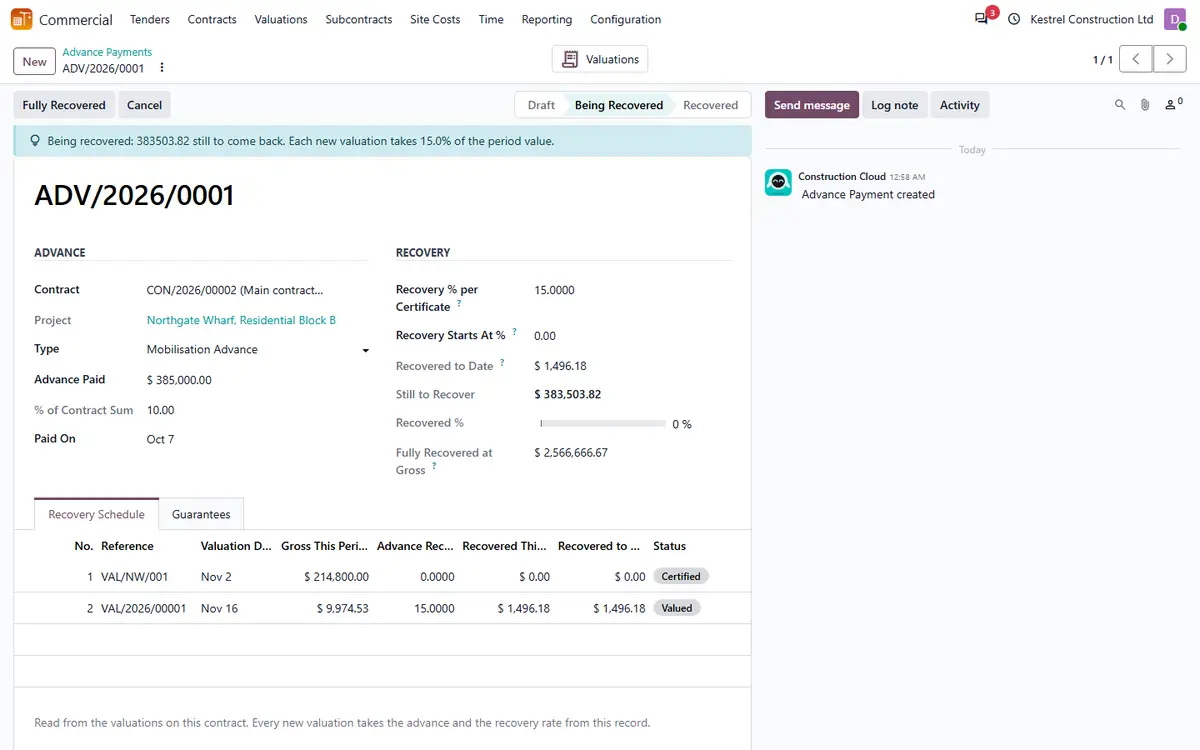 Commercial Tenders Contracts Valuations Subcontracts Site Costs Time Reporting Configuration 3 Kestrel Construction Ltd D
New Advance Payments
ADV/2026/0001
Valuations
1 / 1
Fully Recovered Cancel Draft Being Recovered Recovered
Send message Log note Activity 0
Being recovered: 383503.82 still to come back. Each new valuation takes 15.0% of the period value.
Today
Construction Cloud 12:58 AM
Advance Payment created
ADV/2026/0001
ADVANCE
Contract CON/2026/00002 (Main contract...
Project Northgate Wharf, Residential Block B
Type Mobilisation Advance
Advance Paid $ 385,000.00
% of Contract Sum 10.00
Paid On Oct 7
RECOVERY
Recovery % per
Certificate ? 15.0000
Recovery Starts At % ? 0.00
Recovered to Date ? $ 1,496.18
Still to Recover $ 383,503.82
Recovered % 0 %
Fully Recovered at
Gross ? $ 2,566,666.67
Recovery Schedule Guarantees
No. Reference Valuation D... Gross This Peri... Advance Rec... Recovered Thi... Recovered to ... Status
1 VAL/NW/001 Nov 2 $ 214,800.00 0.0000 $ 0.00 $ 0.00 Certified
2 VAL/2026/00001 Nov 16 $ 9,974.53 15.0000 $ 1,496.18 $ 1,496.18 Valued
Read from the valuations on this contract. Every new valuation takes the advance and the recovery rate from this record.